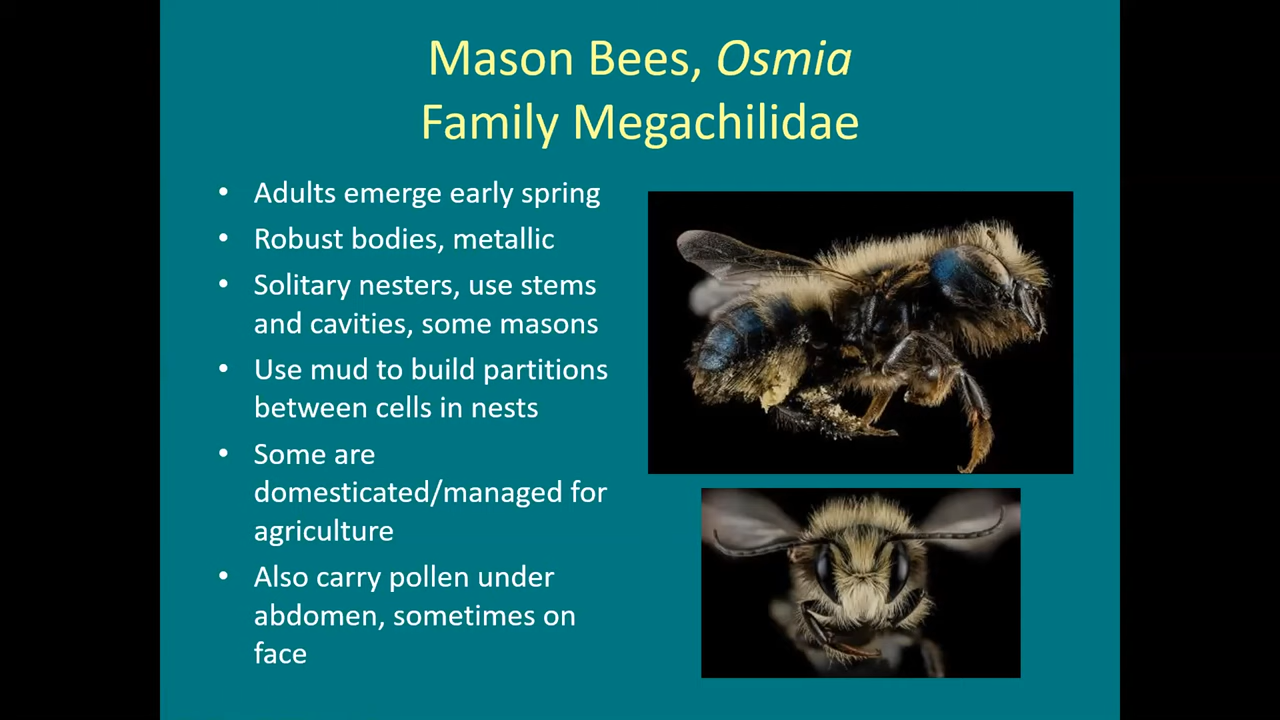 Mason Bees, Osmia
Family Megachilidae
• Adults emerge early spring
• Robust bodies, metallic
• Solitary nesters, use stems
and cavities, some masons
• Use mud to build partitions
between cells in nests
• Some are
domesticated/managed for
agriculture
• Also carry pollen under
abdomen, sometimes on
face